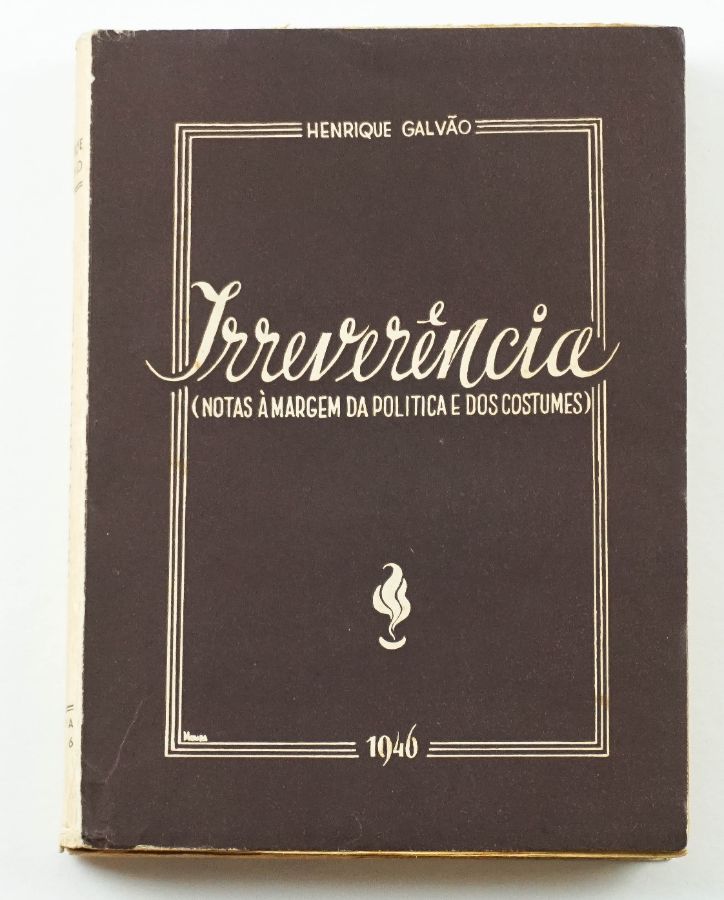 HENRIQUE GALVÃO
Irreverência
(NOTAS À MARGEM DA POLITICA E DOS COSTUMES)
1946